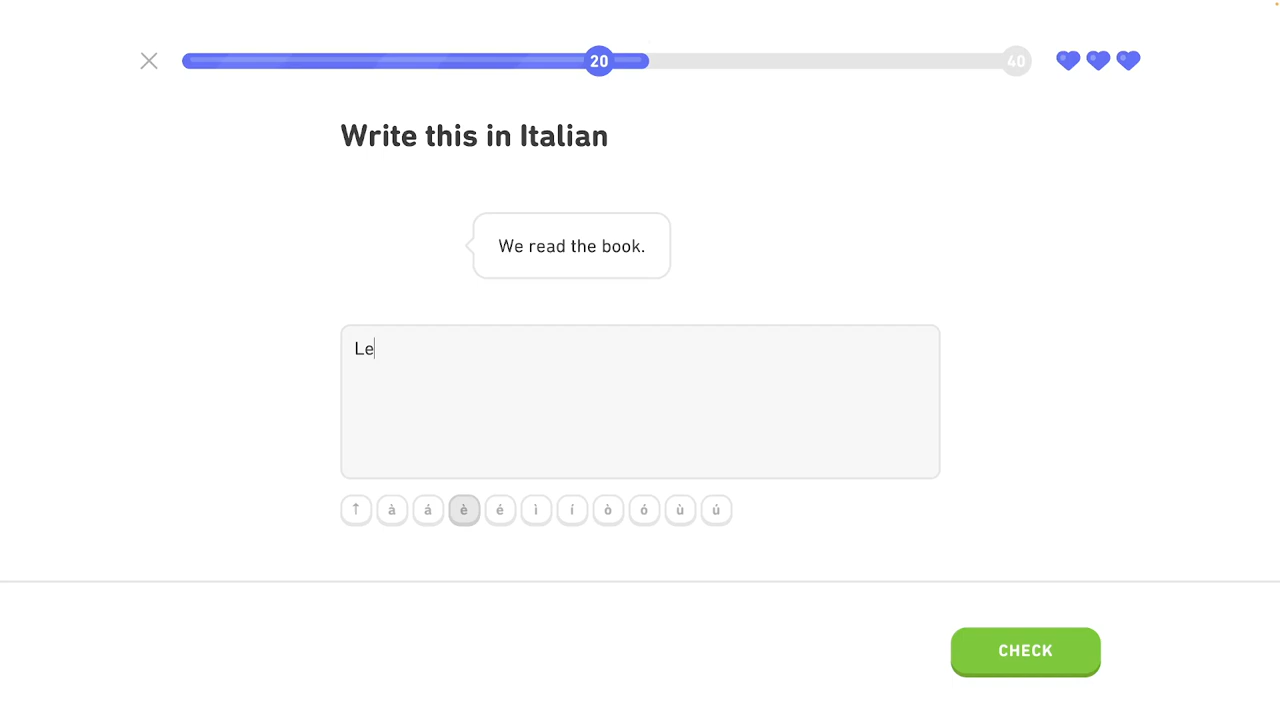 20
40
Write this in Italian
We read the book.
Le
↑ à á è é ì í ò ó ù ú
CHECK